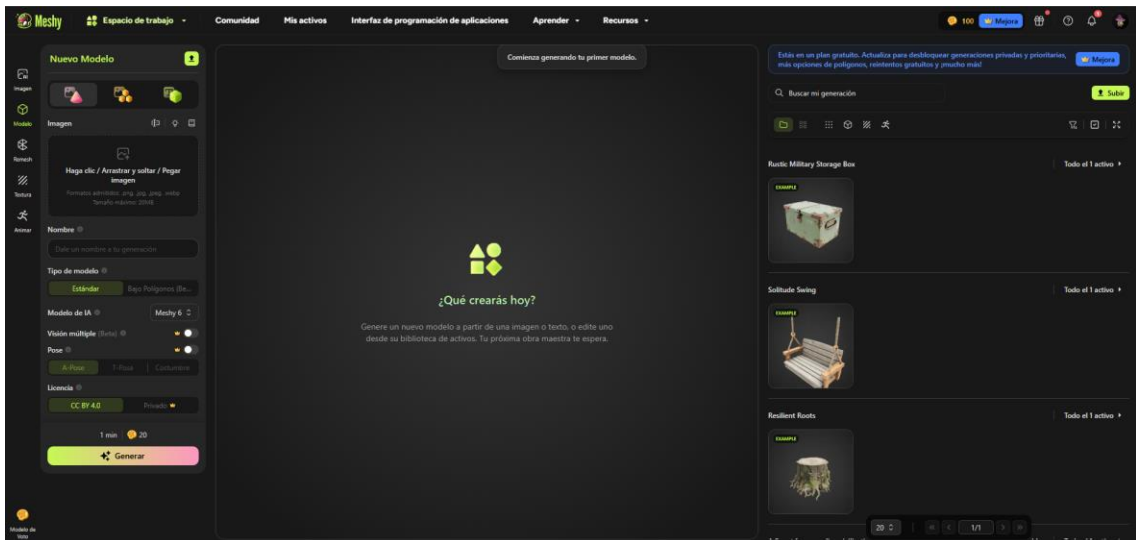 Meshy
Espacio de trabajo
Comunidad
Mis activos
Interfaz de programación de aplicaciones
Aprender
Recursos
100
Mejora
Imagen
Modelo
Remesh
Textura
Animar
Modelo de
Voto
Nuevo Modelo
Imagen
Haga clic / Arrastrar y soltar / Pegar
imagen
Formatos admitidos: .png, .jpg, .jpeg, .webp
Tamaño máximo: 20MB
Nombre
Dale un nombre a tu generación
Tipo de modelo
Estándar
Bajo Polígonos (Be...
Modelo de IA
Meshy 6
Visión múltiple (Beta)
Pose
A-Pose
T-Pose
Costumbre
Licencia
CC BY 4.0
Privado
1 min
20
Generar
Comienza generando tu primer modelo.
¿Qué crearás hoy?
Genere un nuevo modelo a partir de una imagen o texto, o edite uno
desde su biblioteca de activos. Tu próxima obra maestra te espera.
Estás en un plan gratuito. Actualiza para desbloquear generaciones privadas y prioritarias,
más opciones de polígonos, reintentos gratuitos y ¡mucho más!
Mejora
Buscar mi generación
Subir
Rustic Military Storage Box
Todo el 1 activo
EXAMPLE
Solitude Swing
Todo el 1 activo
EXAMPLE
Resilient Roots
Todo el 1 activo
EXAMPLE
20
1/1